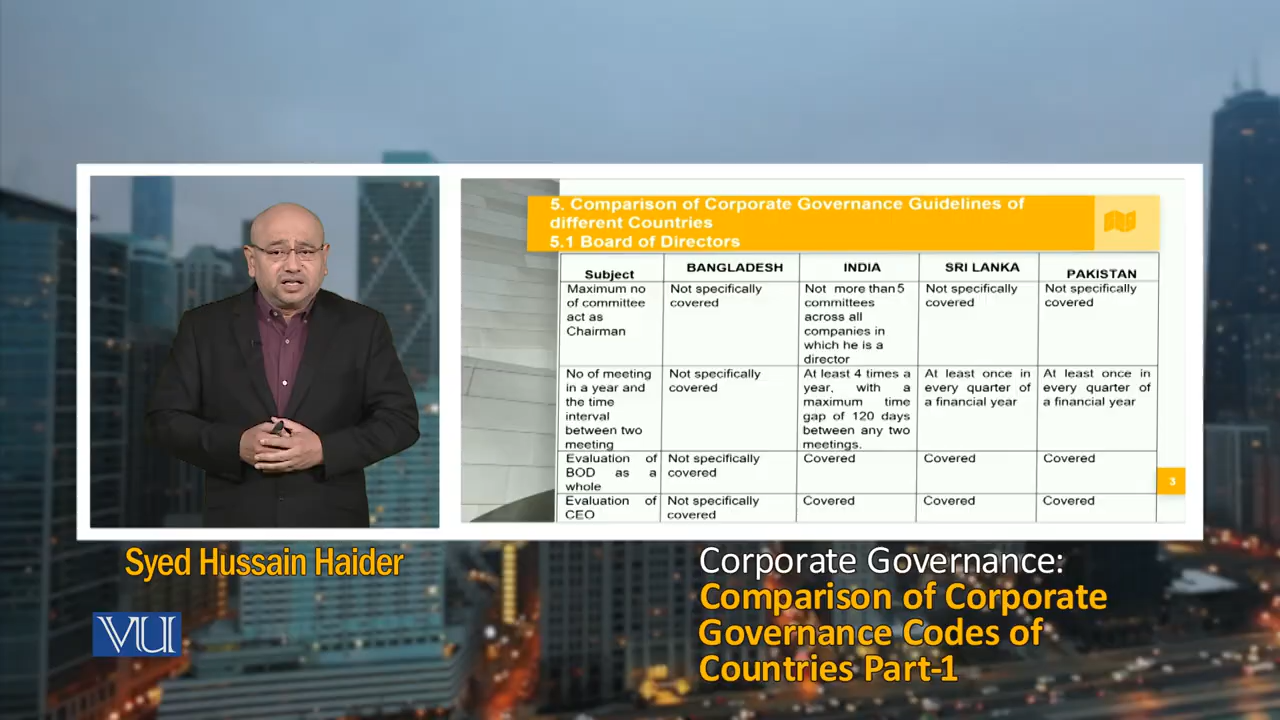 5. Comparison of Corporate Governance Guidelines of
different Countries
5.1 Board of Directors
Subject
BANGLADESH
INDIA
SRI LANKA
PAKISTAN
Maximum no
of committee
act as
Chairman
Not specifically
covered
Not more than 5
committees
across all
companies in
which he is a
director
Not specifically
covered
Not specifically
covered
No of meeting
in a year and
the time
interval
between two
meeting
Not specifically
covered
At least 4 times a
year, with a
maximum time
gap of 120 days
between any two
meetings.
At least once in
every quarter of
a financial year
At least once in
every quarter of
a financial year
Evaluation of
BOD as a
whole
Not specifically
covered
Covered
Covered
Covered
Evaluation of
CEO
Not specifically
covered
Covered
Covered
Covered
3
Syed Hussain Haider
VU
Corporate Governance:
Comparison of Corporate
Governance Codes of
Countries Part-1